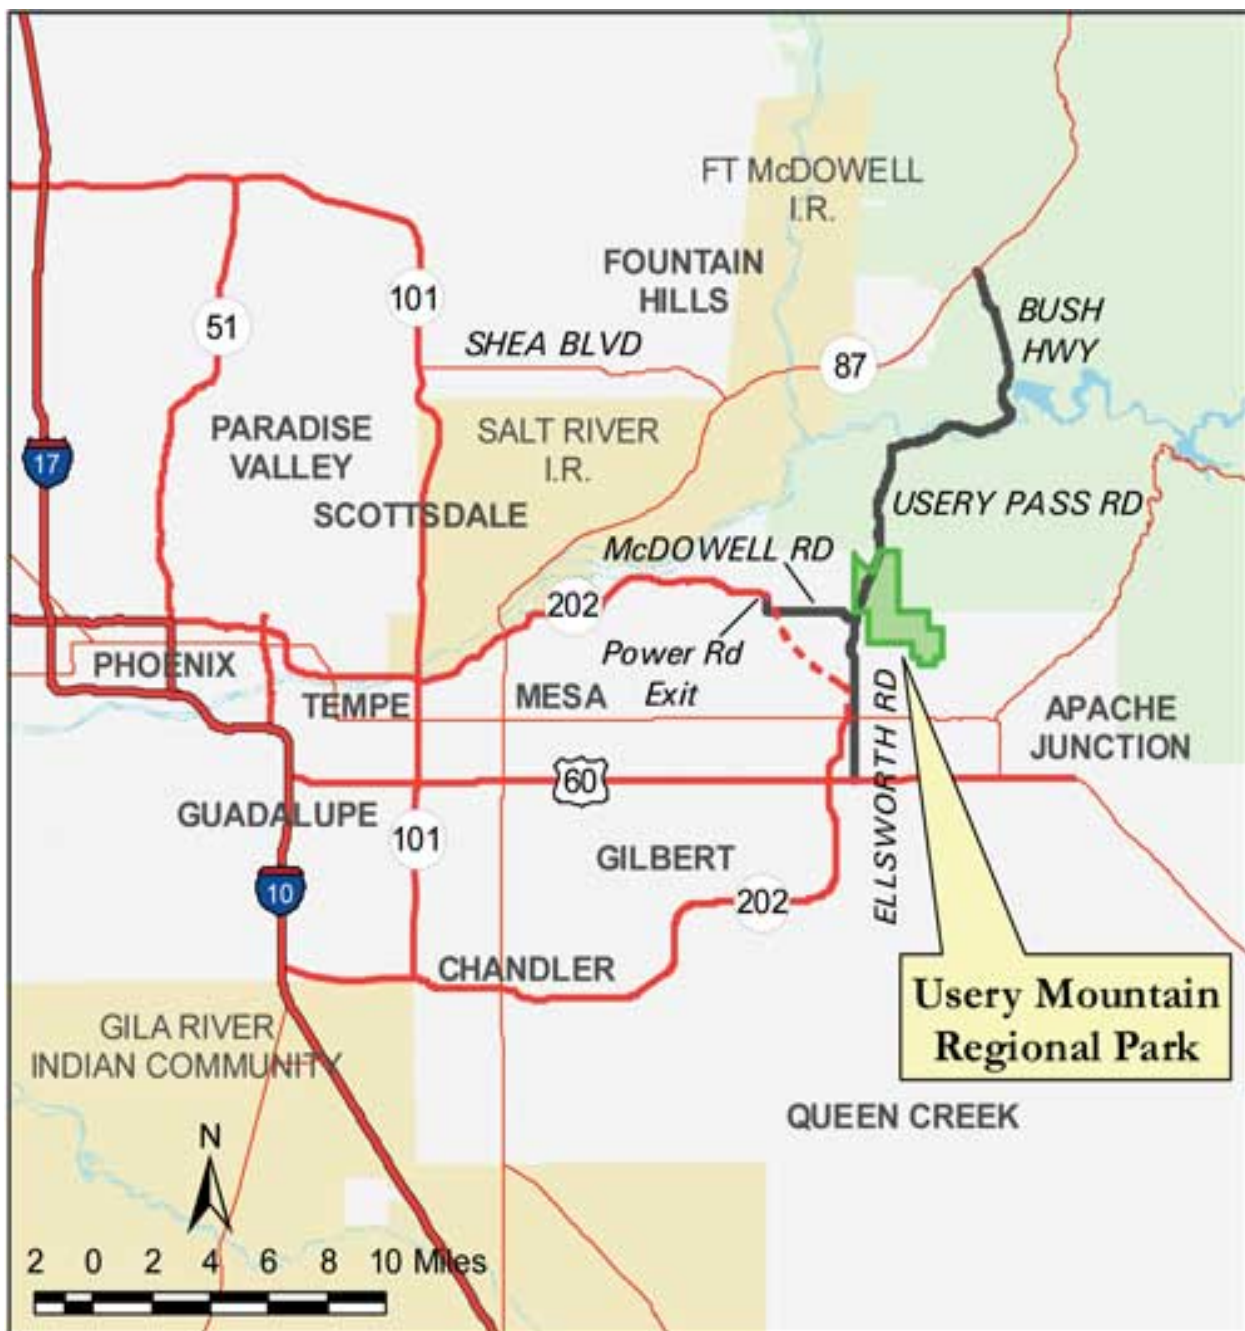 FT McDOWELL
I.R.
FOUNTAIN
HILLS
101
51
SHEA BLVD
BUSH
HWY
87
PARADISE
VALLEY
SALT RIVER
I.R.
17
SCOTTSDALE
USERY PASS RD
McDOWELL RD
202
Power Rd
Exit
PHOENIX
TEMPE
MESA
ELLSWORTH RD
APACHE
JUNCTION
60
GUADALUPE
101
GILBERT
10
202
CHANDLER
Usery Mountain
Regional Park
GILA RIVER
INDIAN COMMUNITY
QUEEN CREEK
N
2 0 2 4 6 8 10 Miles